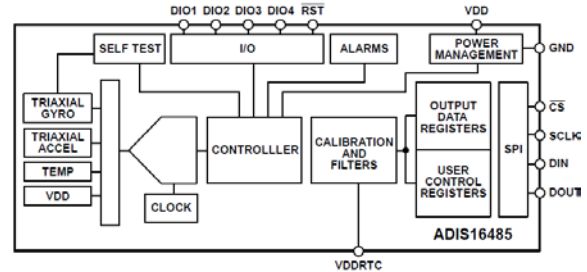 DIO1 DIO2 DIO3 DIO4 RST VDD
SELF TEST
I/O
ALARMS
POWER
MANAGEMENT
GND
TRIAXIAL
GYRO
TRIAXIAL
ACCEL
TEMP
VDD
CLOCK
CONTROLLLER
CALIBRATION
AND
FILTERS
OUTPUT
DATA
REGISTERS
USER
CONTROL
REGISTERS
SPI
CS
SCLK
DIN
DOUT
ADIS16485
VDDRTC